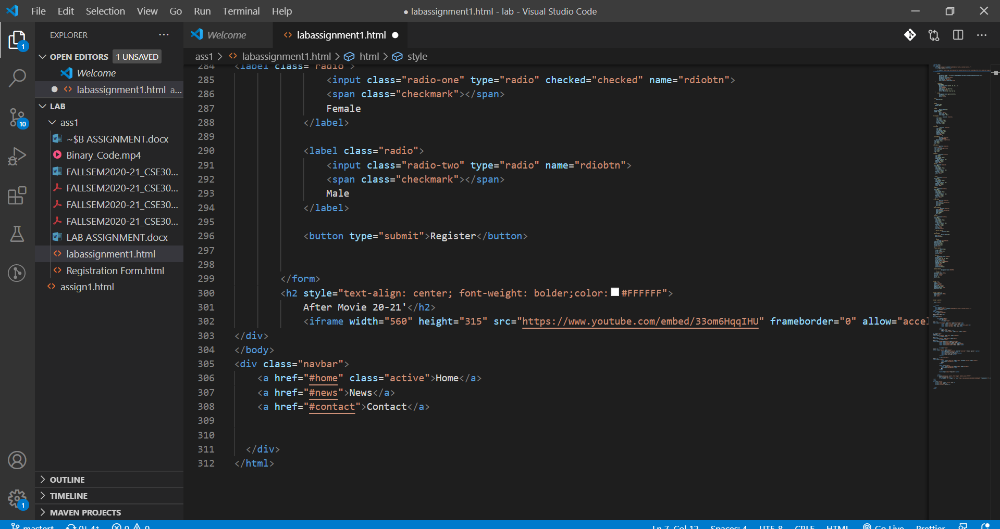 File Edit Selection View Go Run Terminal Help
● labassignment1.html - lab - Visual Studio Code
EXPLORER
Welcome
labassignment1.html
OPEN EDITORS 1 UNSAVED
ass1 > labassignment1.html > html > style
Welcome
labassignment1.html a...
LAB
ass1
~$B ASSIGNMENT.docx
Binary_Code.mp4
FALLSEM2020-21_CSE30...
FALLSEM2020-21_CSE30...
FALLSEM2020-21_CSE30...
FALLSEM2020-21_CSE30...
LAB ASSIGNMENT.docx
labassignment1.html
Registration Form.html
assign1.html
OUTLINE
TIMELINE
MAVEN PROJECTS
1
10
1
284 <label class="radio">
285 <input class="radio-one" type="radio" checked="checked" name="rdiobtn">
286 <span class="checkmark"></span>
287 Female
288 </label>
289
290 <label class="radio">
291 <input class="radio-two" type="radio" name="rdiobtn">
292 <span class="checkmark"></span>
293 Male
294 </label>
295
296 <button type="submit">Register</button>
297
298
299 </form>
300 <h2 style="text-align: center; font-weight: bolder;color:#FFFFFF">
301 After Movie 20-21'</h2>
302 <iframe width="560" height="315" src="https://www.youtube.com/embed/33om6HqqIHU" frameborder="0" allow="accel
303 </div>
304 </body>
305 <div class="navbar">
306 <a href="#home" class="active">Home</a>
307 <a href="#news">News</a>
308 <a href="#contact">Contact</a>
309
310
311 </div>
312 </html>
master* 0↓ 4↑ 0 0 Ln 7, Col 12 Spaces: 4 UTF-8 CRLF HTML Go Live Prettier